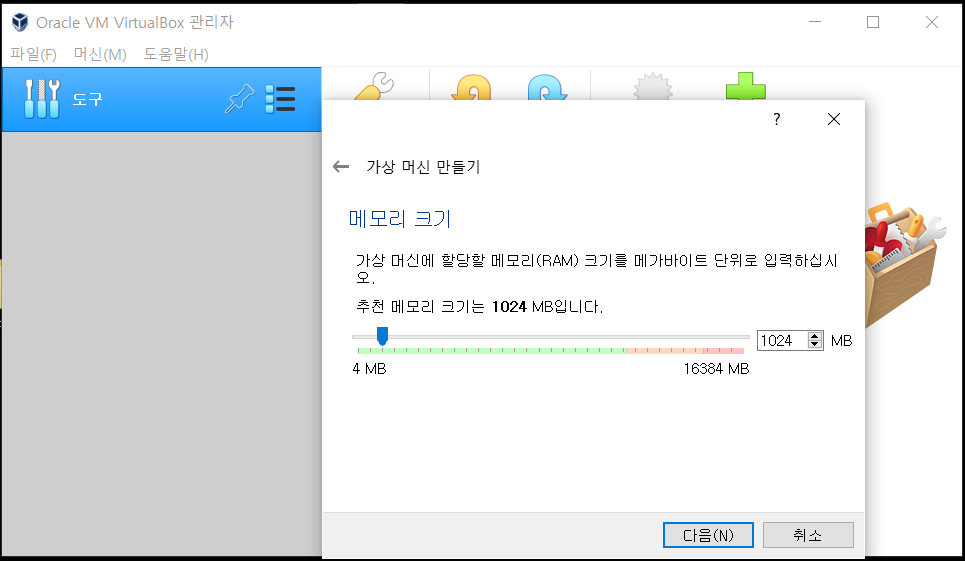 Oracle VM VirtualBox 관리자
파일(F) 머신(M) 도움말(H)
도구
?
가상 머신 만들기
메모리 크기
가상 머신에 할당할 메모리(RAM) 크기를 메가바이트 단위로 입력하십시
오.
추천 메모리 크기는 1024 MB입니다.
1024 MB
4 MB 16384 MB
다음(N) 취소